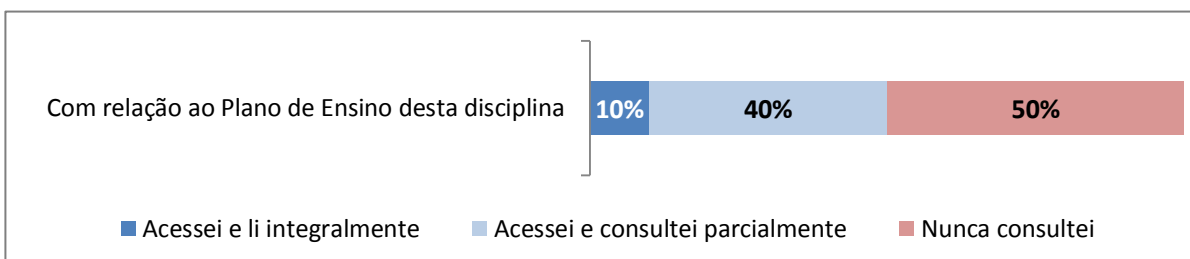 Com relação ao Plano de Ensino desta disciplina 10% 40% 50%
Acessei e li integralmente Acessei e consultei parcialmente Nunca consultei